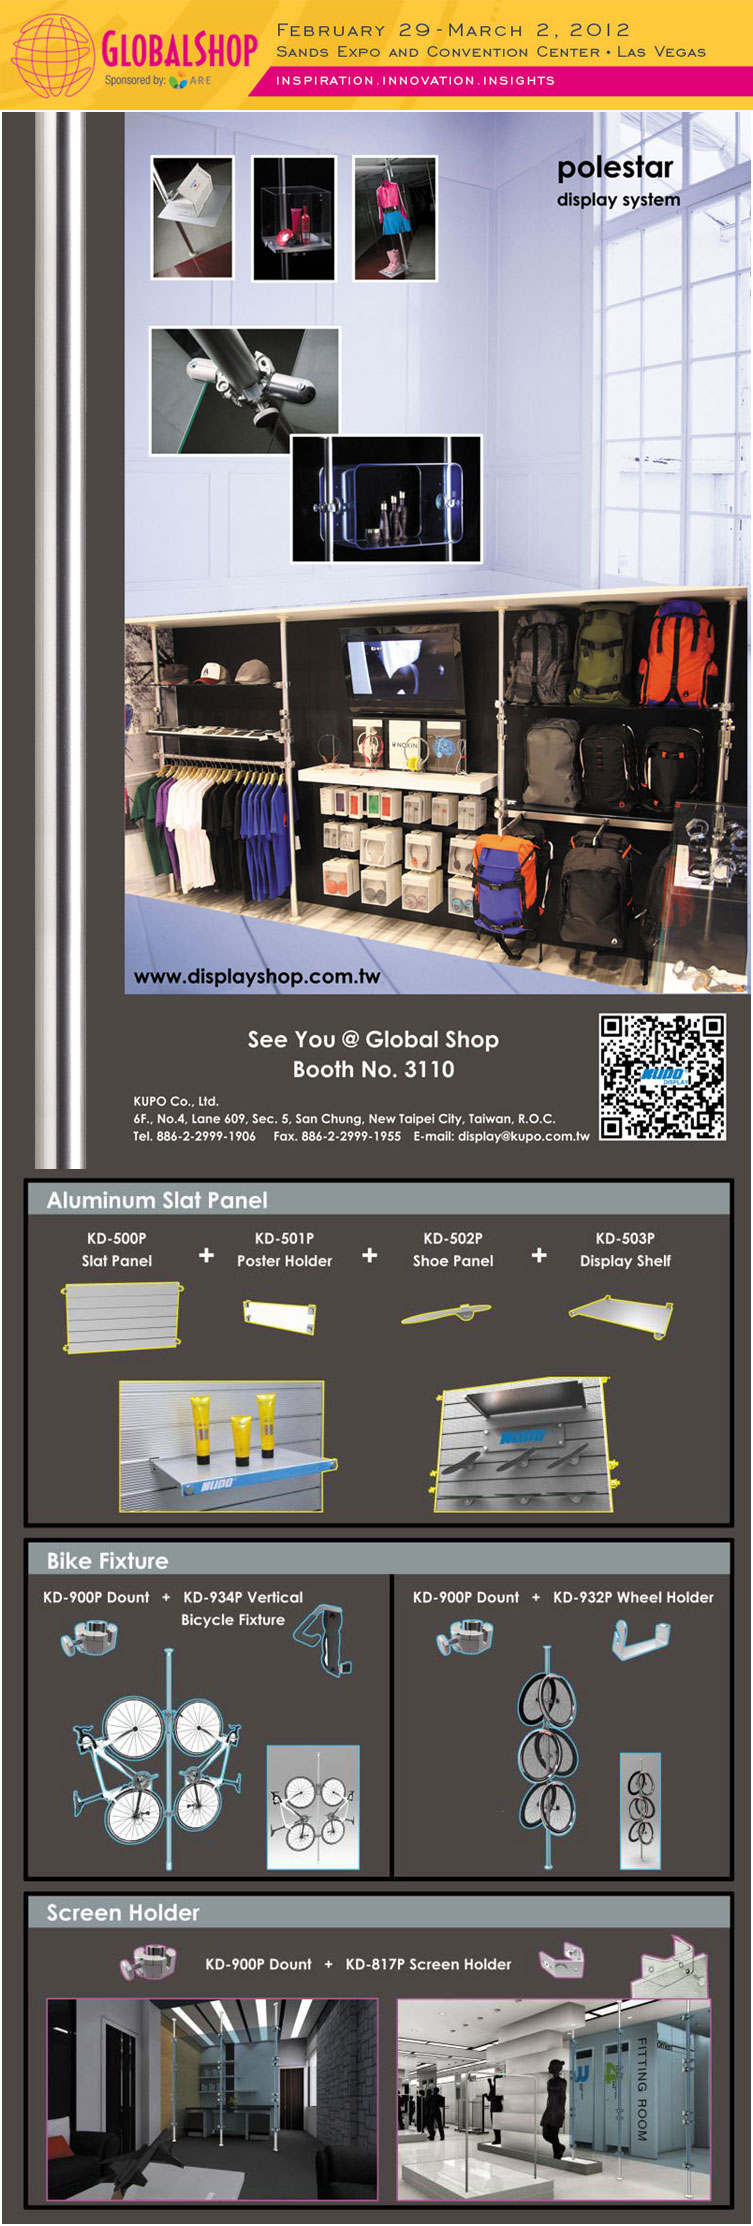 GLOBALSHOP
Sponsored by: A·R·E
FEBRUARY 29 - MARCH 2, 2012
SANDS EXPO AND CONVENTION CENTER • LAS VEGAS
INSPIRATION.INNOVATION.INSIGHTS
polestar
display system
www.displayshop.com.tw
See You @ Global Shop
Booth No. 3110
KUPO Co., Ltd.
6F., No.4, Lane 609, Sec. 5, San Chung, New Taipei City, Taiwan, R.O.C.
Tel. 886-2-2999-1906 Fax. 886-2-2999-1955 E-mail: display@kupo.com.tw
KUPO
DISPLAY
Aluminum Slat Panel
KD-500P
Slat Panel
+
KD-501P
Poster Holder
+
KD-502P
Shoe Panel
+
KD-503P
Display Shelf
KUPO
KUPO
Bike Fixture
KD-900P Dount + KD-934P Vertical
Bicycle Fixture
KD-900P Dount + KD-932P Wheel Holder
Screen Holder
KD-900P Dount + KD-817P Screen Holder
FITTING ROOM